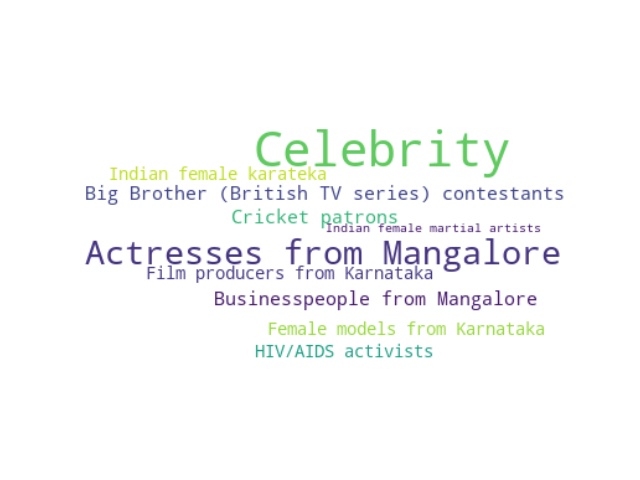 Celebrity
Indian female karateka
Big Brother (British TV series) contestants
Cricket patrons
Indian female martial artists
Actresses from Mangalore
Film producers from Karnataka
Businesspeople from Mangalore
Female models from Karnataka
HIV/AIDS activists